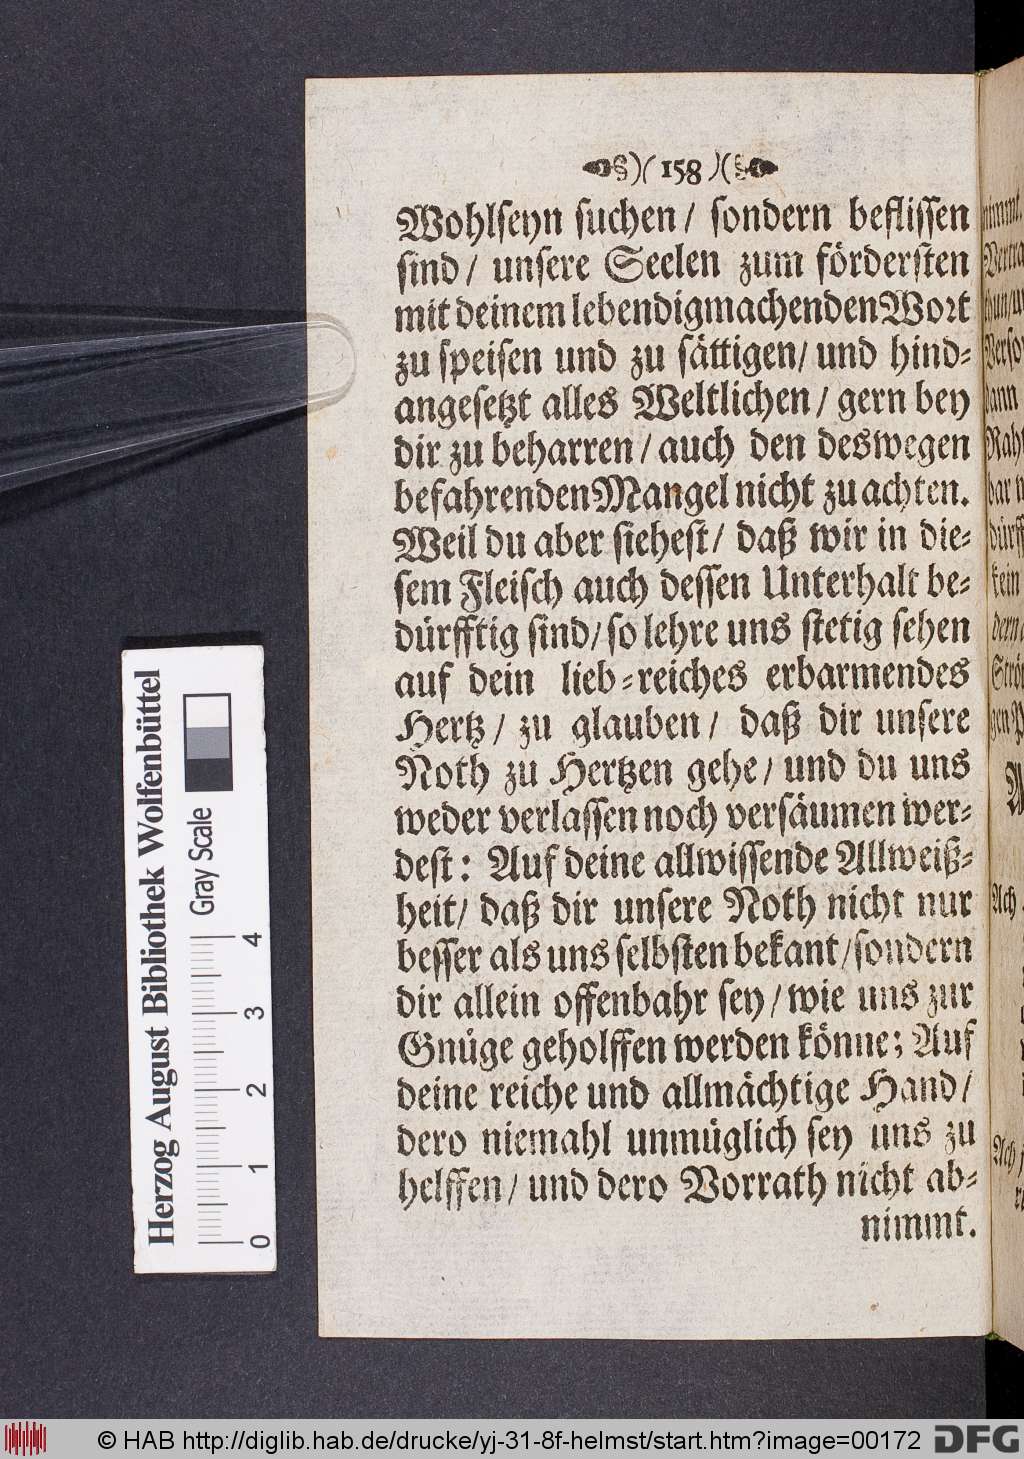 §)( 158 )(§
Wohlſeyn ſuchen/ ſondern befliſſen
ſind/ unſere Seelen zum förderſten
mit deinem lebendigmachenden Wort
zu ſpeiſen und zu ſättigen/ und hind-
angeſetzt alles Weltlichen/ gern bey
dir zu beharren/ auch den deswegen
befahrenden Mangel nicht zu achten.
Weil du aber ſieheſt/ daß wir in die-
ſem Fleiſch auch deſſen Unterhalt be-
dürfftig ſind/ ſo lehre uns ſtetig ſehen
auf dein lieb-reiches erbarmendes
Hertz/ zu glauben/ daß dir unſere
Noth zu Hertzen gehe/ und du uns
weder verlaſſen noch verſäumen wer-
deſt: Auf deine allwiſſende Allweiß-
heit/ daß dir unſere Noth nicht nur
beſſer als uns ſelbſten bekant/ ſondern
dir allein offenbahr ſey/ wie uns zur
Gnüge geholffen werden könne; Auf
deine reiche und allmächtige Hand/
dero niemahl unmüglich ſey uns zu
helffen/ und dero Vorrath nicht ab-
nimmt.
Herzog August Bibliothek Wolfenbüttel
Gray Scale
0 1 2 3 4
© HAB http://diglib.hab.de/drucke/yj-31-8f-helmst/start.htm?image=00172
DFG